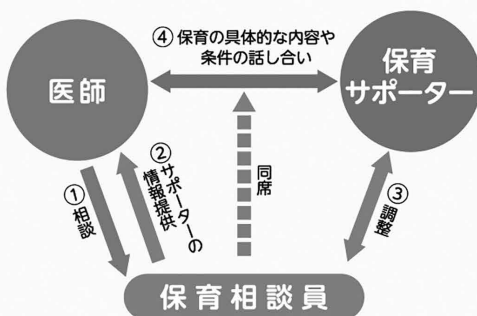 ④保育の具体的な内容や
条件の話し合い
医師
保育
サポーター
①相談
②サポーターの
情報提供
同席
③調整
保育相談員